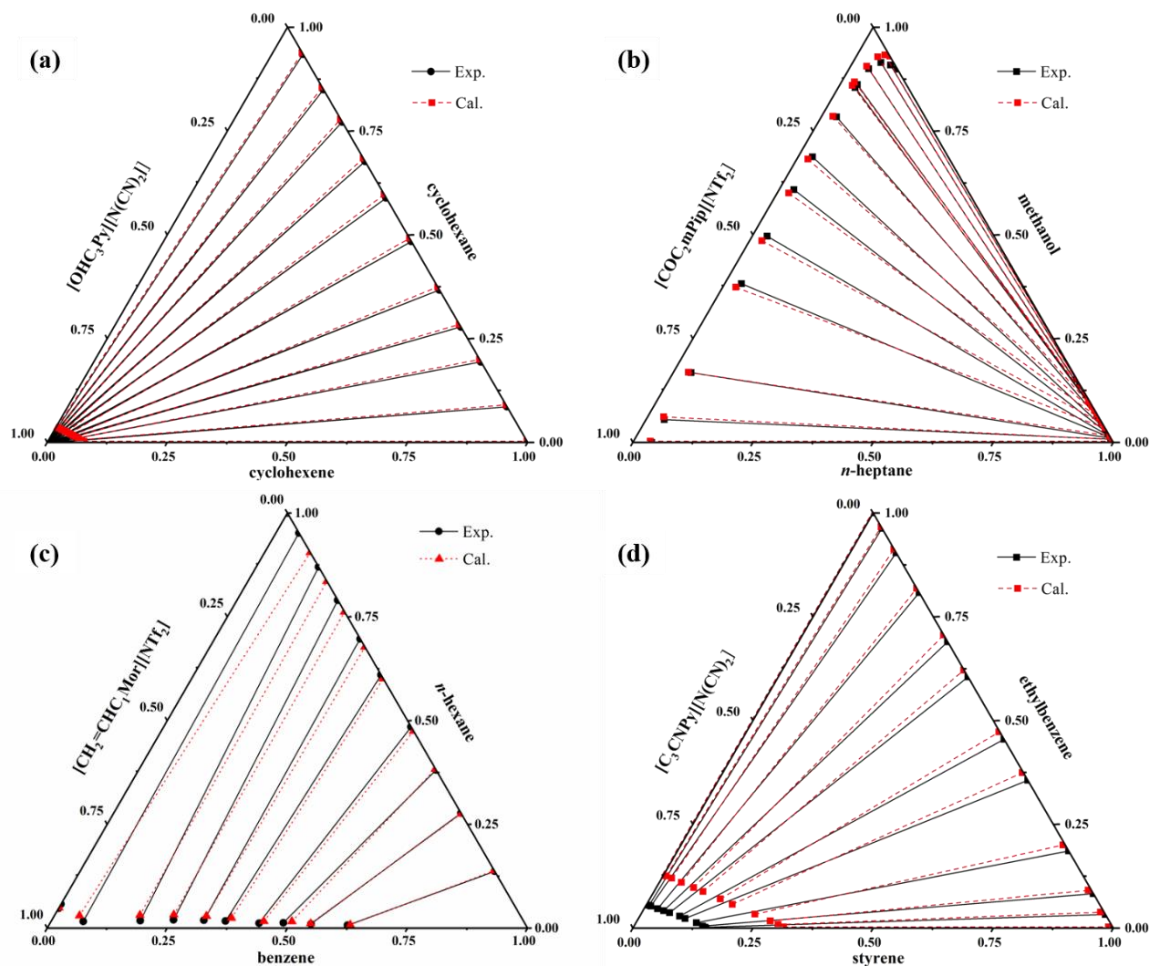 (a)
0.00
1.00
Exp.
Cal.
0.25
0.75
[OHC3Py][N(CN)2]]
cyclohexane
0.50
0.50
0.75
0.25
1.00
0.00
0.00
0.25
0.50
0.75
1.00
cyclohexene
(b)
0.00
1.00
Exp.
Cal.
0.25
0.75
[COC2mPip][NTf2]
methanol
0.50
0.50
0.75
0.25
1.00
0.00
0.00
0.25
0.50
0.75
1.00
n-heptane
(c)
0.00
1.00
Exp.
Cal.
0.25
0.75
[CH2=CHC1Mor][NTf2]
n-hexane
0.50
0.50
0.75
0.25
1.00
0.00
0.00
0.25
0.50
0.75
1.00
benzene
(d)
0.00
1.00
Exp.
Cal.
0.25
0.75
[C3CNPy][N(CN)2]
ethylbenzene
0.50
0.50
0.75
0.25
1.00
0.00
0.00
0.25
0.50
0.75
1.00
styrene